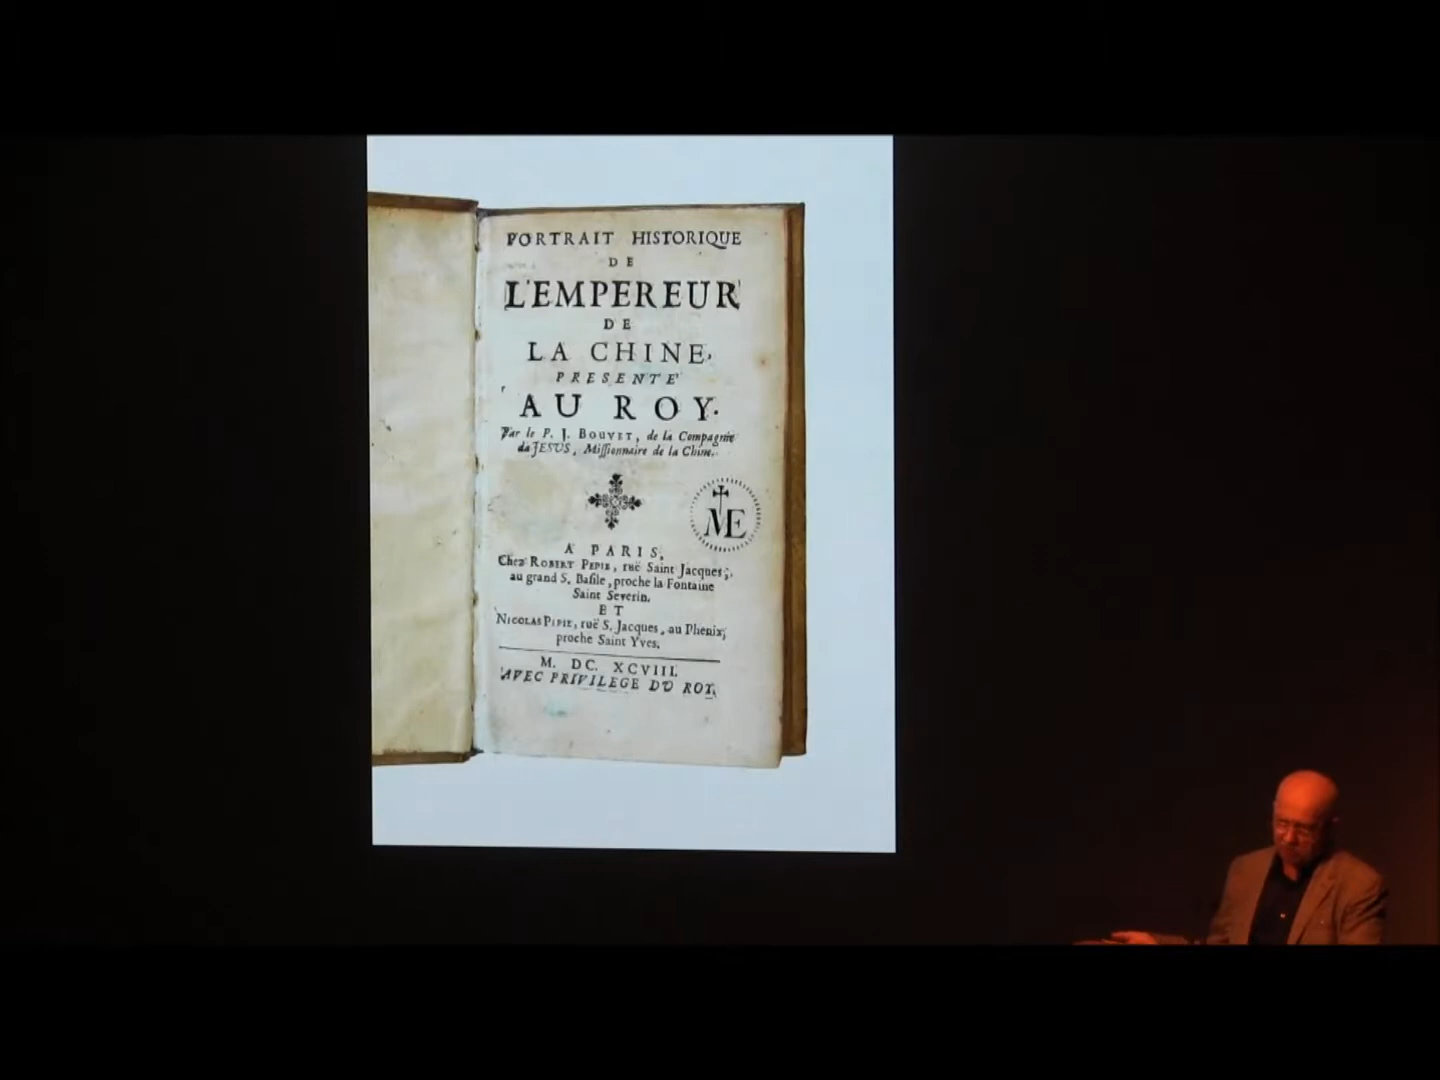 PORTRAIT HISTORIQUE
DE
L'EMPEREUR
DE
LA CHINE,
PRESENTE'
AU ROY.
Par le P. J. BOUVET, de la Compagnie
de JESUS, Missionnaire de la Chine.
ME
A PARIS,
Chez ROBERT PEPIE, ruë Saint Jacques,
au grand S. Basile, proche la Fontaine
Saint Severin.
ET
NICOLAS PIPIE, ruë S. Jacques, au Phenix,
proche Saint Yves.
M. DC. XCVIII.
AVEC PRIVILEGE DU ROY.